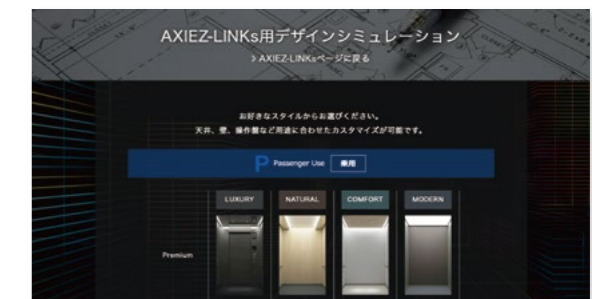 AXIEZ-LINKs用デザインシミュレーション
> AXIEZ-LINKsページに戻る
お好きなスタイルからお選びください。
天井、壁、操作盤など用途に合わせたカスタマイズが可能です。
P Passenger Use 乗用
LUXURY NATURAL COMFORT MODERN
Premium